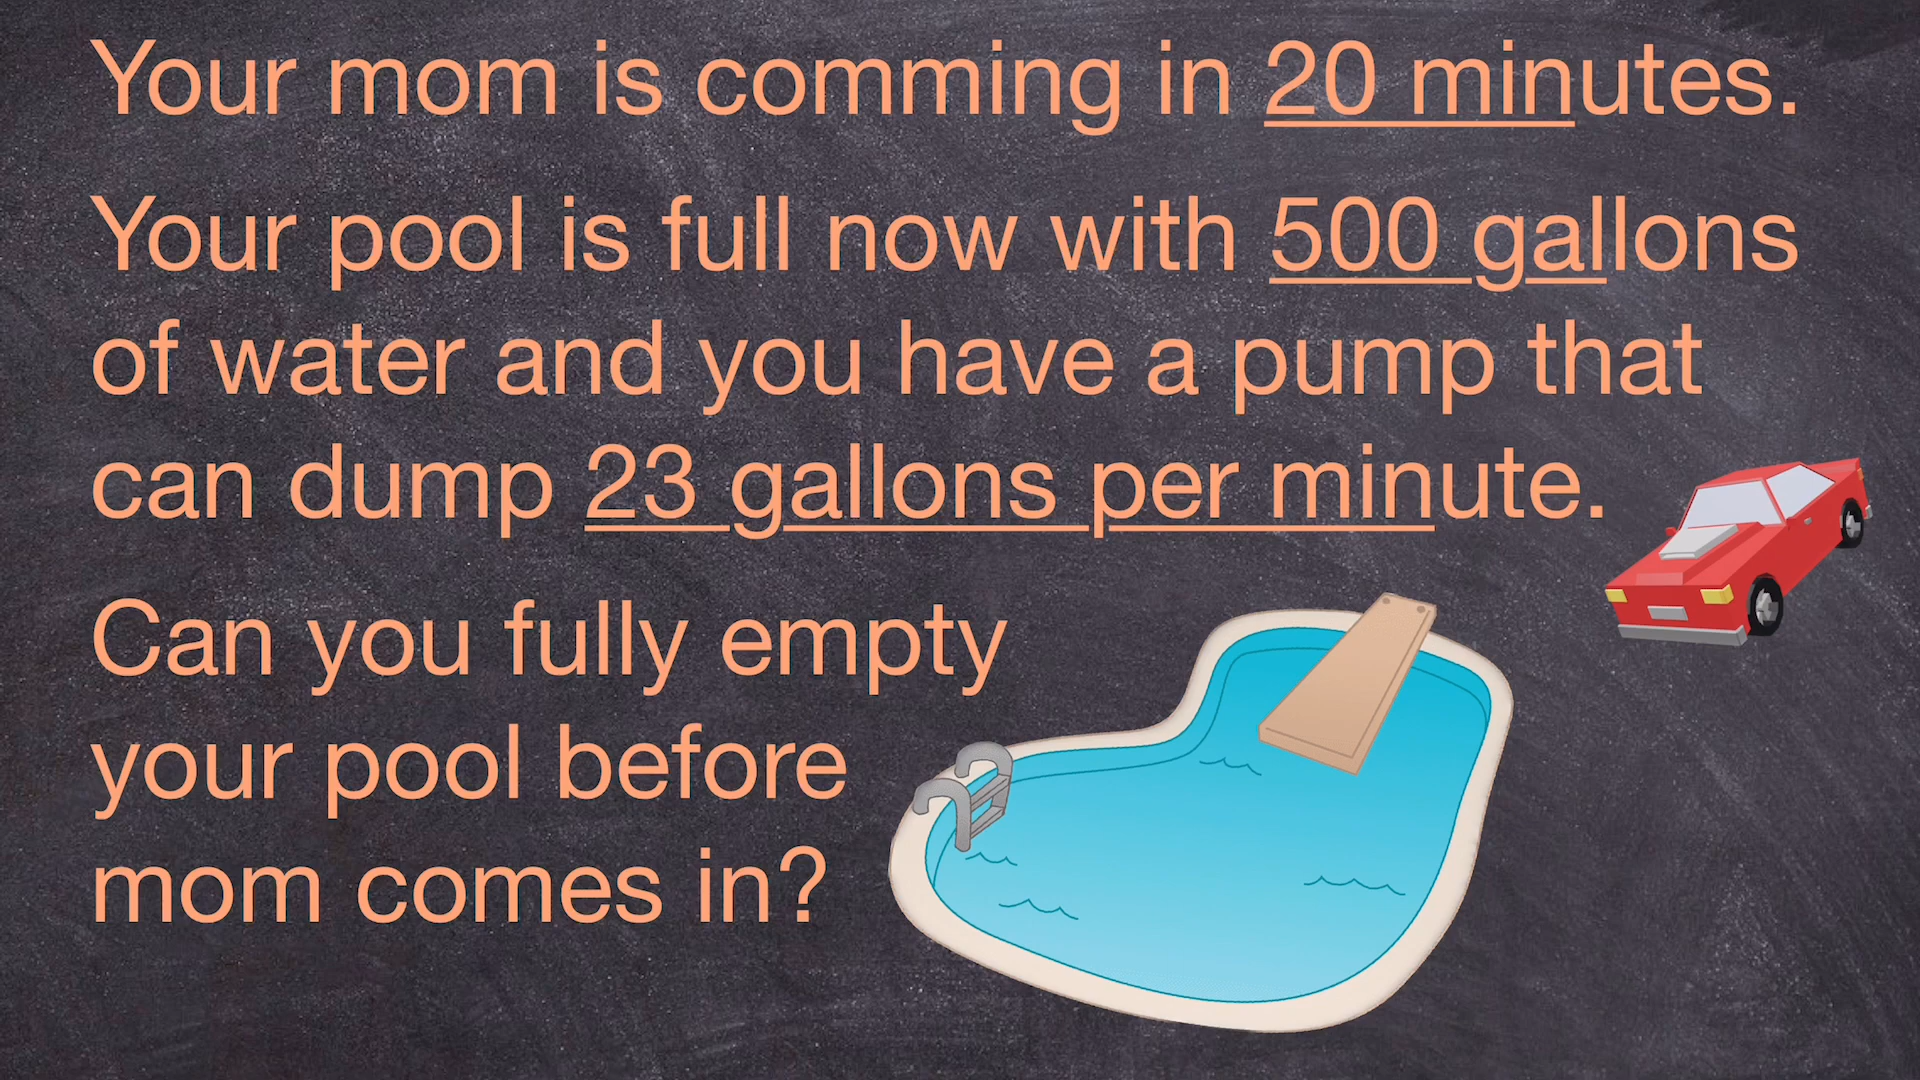 Your mom is comming in 20 minutes.
Your pool is full now with 500 gallons
of water and you have a pump that
can dump 23 gallons per minute.
Can you fully empty
your pool before
mom comes in?